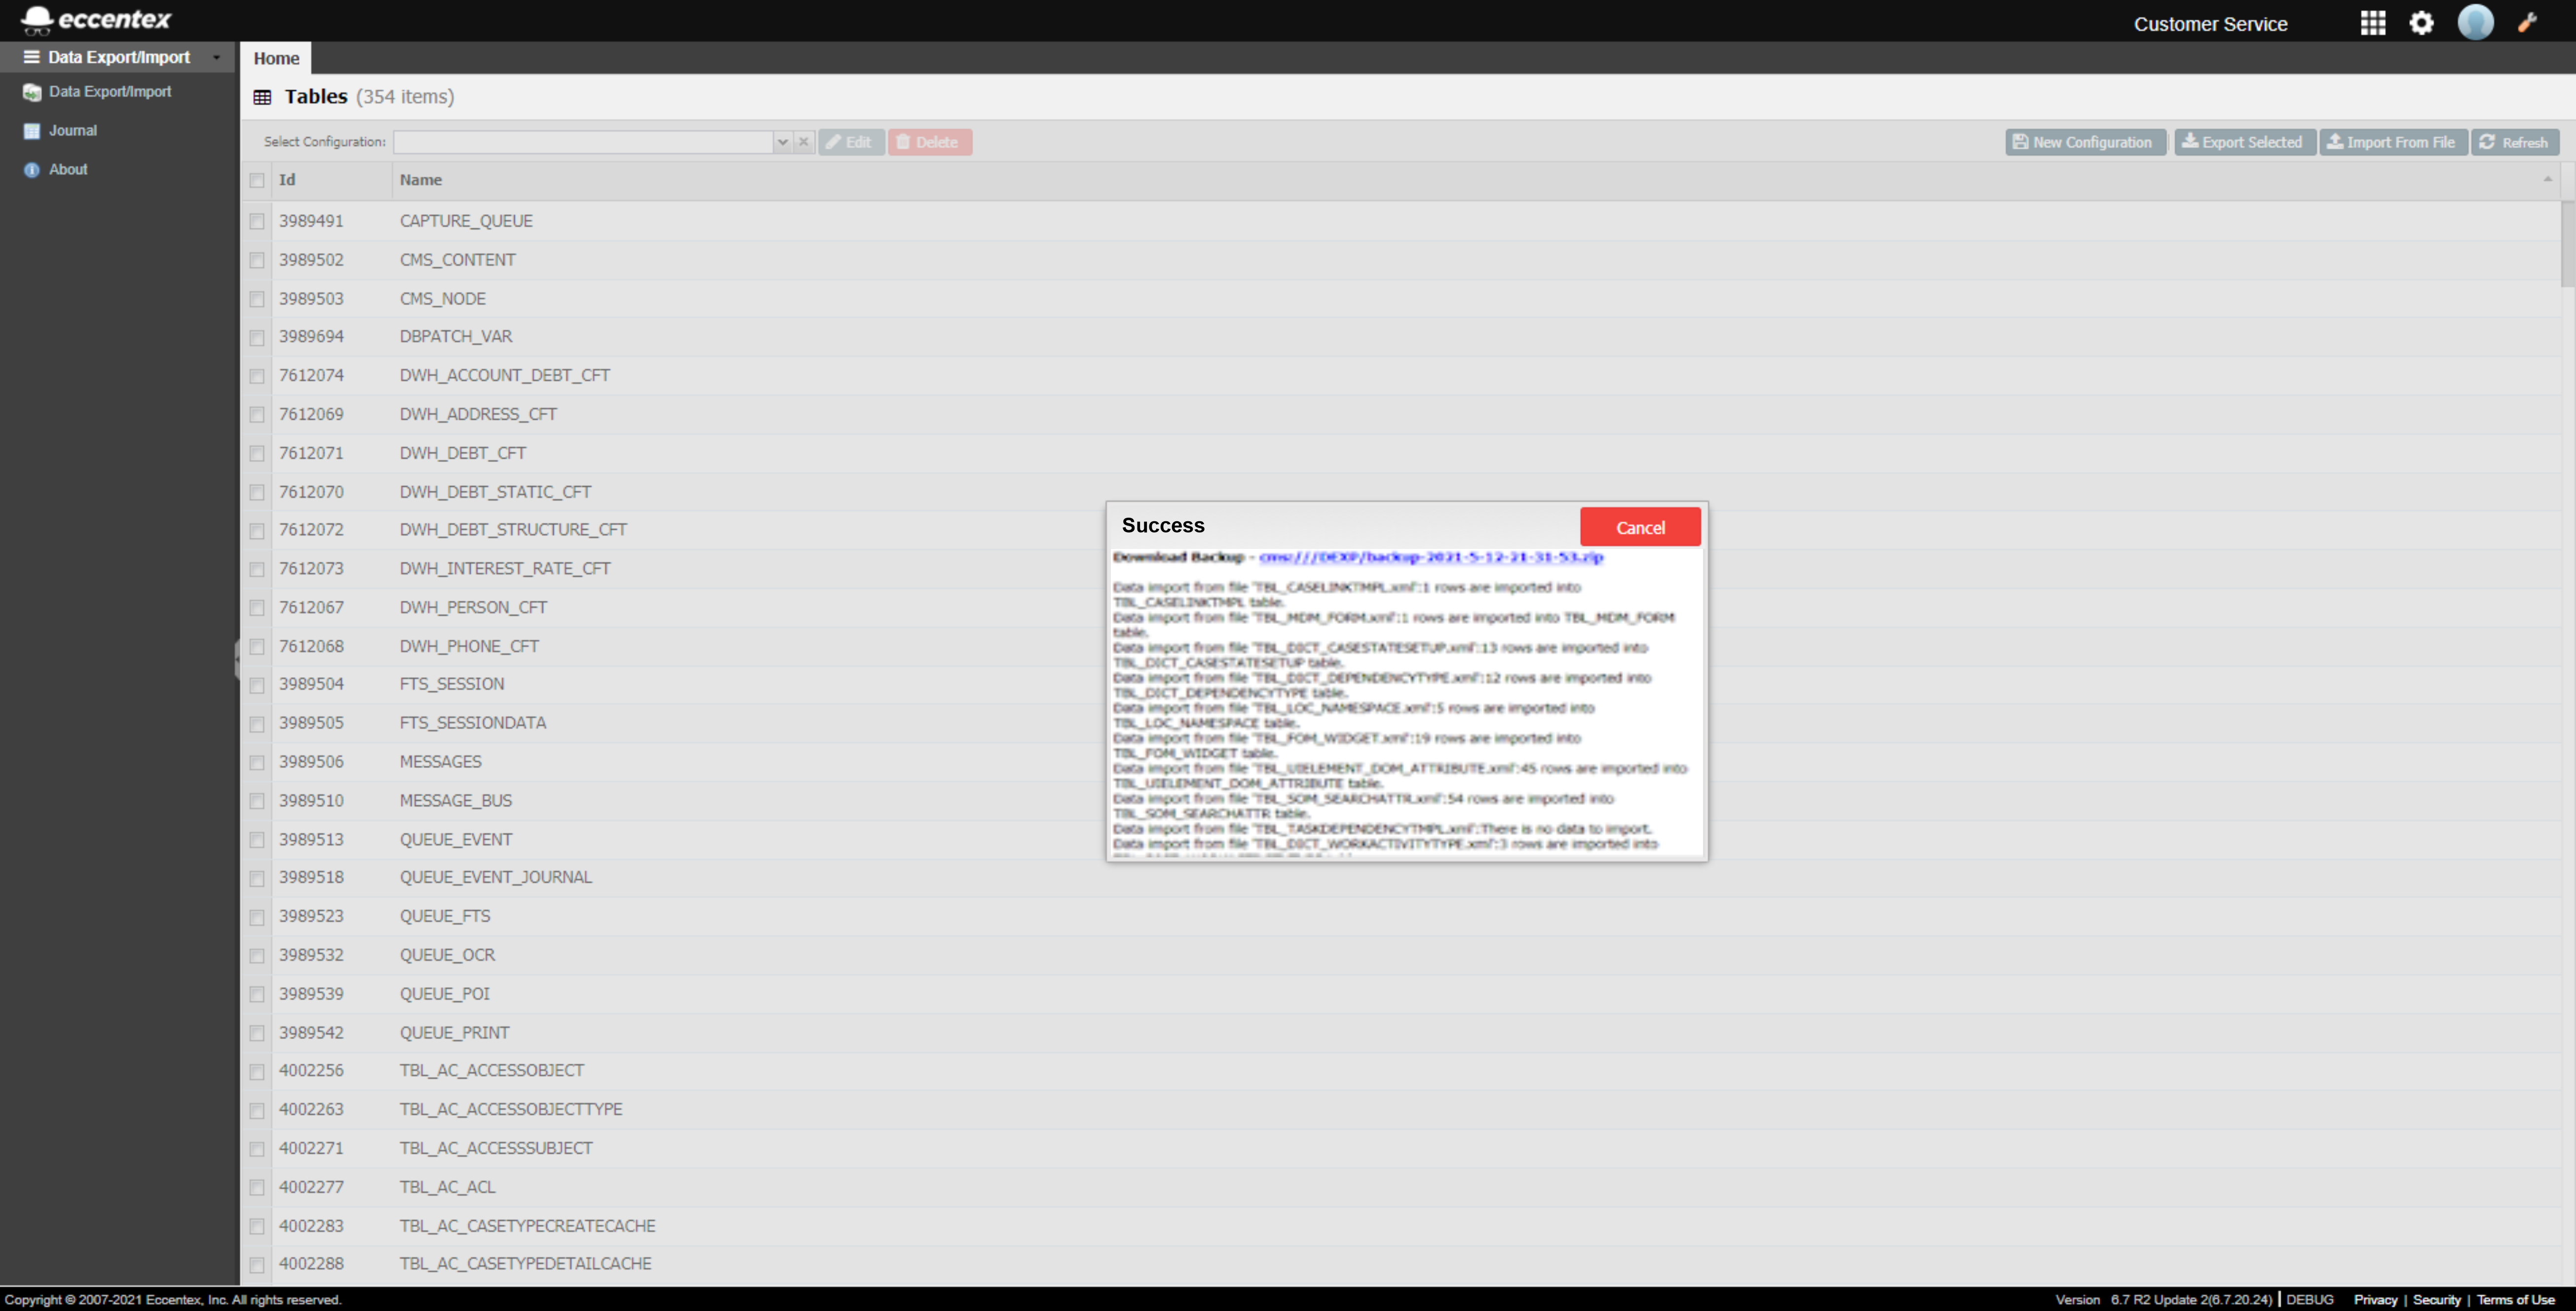 eccentex
Customer Service
Data Export/Import
Home
Data Export/Import
Journal
About
Tables (354 items)
Select Configuration:
Edit
Delete
New Configuration
Export Selected
Import From File
Refresh
Id Name
3989491 CAPTURE_QUEUE
3989502 CMS_CONTENT
3989503 CMS_NODE
3989694 DBPATCH_VAR
7612074 DWH_ACCOUNT_DEBT_CFT
7612069 DWH_ADDRESS_CFT
7612071 DWH_DEBT_CFT
7612070 DWH_DEBT_STATIC_CFT
7612072 DWH_DEBT_STRUCTURE_CFT
7612073 DWH_INTEREST_RATE_CFT
7612067 DWH_PERSON_CFT
7612068 DWH_PHONE_CFT
3989504 FTS_SESSION
3989505 FTS_SESSIONDATA
3989506 MESSAGES
3989510 MESSAGE_BUS
3989513 QUEUE_EVENT
3989518 QUEUE_EVENT_JOURNAL
3989523 QUEUE_FTS
3989532 QUEUE_OCR
3989539 QUEUE_POI
3989542 QUEUE_PRINT
4002256 TBL_AC_ACCESSOBJECT
4002263 TBL_AC_ACCESSOBJECTTYPE
4002271 TBL_AC_ACCESSSUBJECT
4002277 TBL_AC_ACL
4002283 TBL_AC_CASETYPECREATECACHE
4002288 TBL_AC_CASETYPEDETAILCACHE
Success
Cancel
Download Backup - cms:///DEXP/backup-2021-5-12-21-31-53.zip
Data import from file 'TBL_CASELINKTMPL.xml':1 rows are imported into
TBL_CASELINKTMPL table.
Data import from file 'TBL_MDM_FORM.xml':1 rows are imported into TBL_MDM_FORM
table.
Data import from file 'TBL_DICT_CASESTATESETUP.xml':13 rows are imported into
TBL_DICT_CASESTATESETUP table.
Data import from file 'TBL_DICT_DEPENDENCYTYPE.xml':12 rows are imported into
TBL_DICT_DEPENDENCYTYPE table.
Data import from file 'TBL_LOC_NAMESPACE.xml':5 rows are imported into
TBL_LOC_NAMESPACE table.
Data import from file 'TBL_FOM_WIDGET.xml':19 rows are imported into
TBL_FOM_WIDGET table.
Data import from file 'TBL_UIELEMENT_DOM_ATTRIBUTE.xml':45 rows are imported into
TBL_UIELEMENT_DOM_ATTRIBUTE table.
Data import from file 'TBL_SOM_SEARCHATTR.xml':54 rows are imported into
TBL_SOM_SEARCHATTR table.
Data import from file 'TBL_TASKDEPENDENCYTMPL.xml':There is no data to import.
Data import from file 'TBL_DICT_WORKACTIVITYTYPE.xml':3 rows are imported into
Copyright © 2007-2021 Eccentex, Inc. All rights reserved.
Version 6.7 R2 Update 2(6.7.20.24) | DEBUG Privacy | Security | Terms of Use